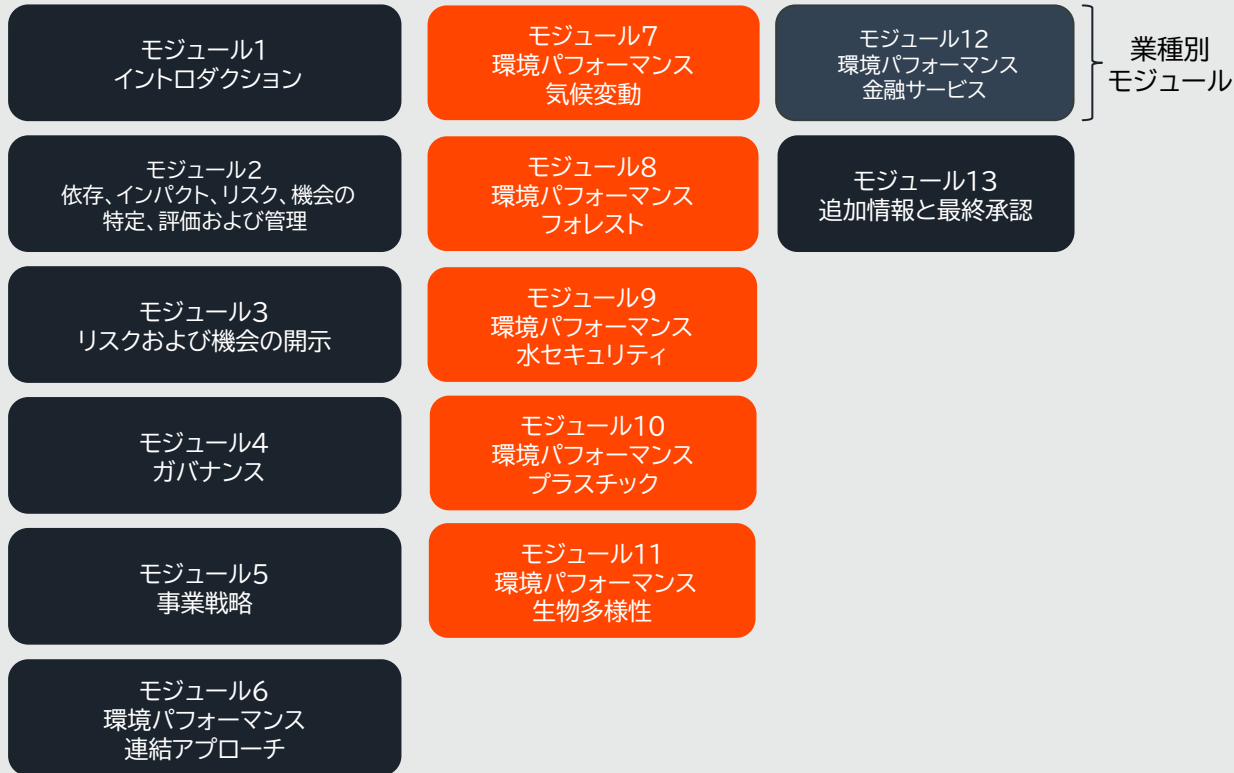 モジュール1
イントロダクション
モジュール2
依存、インパクト、リスク、機会の
特定、評価および管理
モジュール3
リスクおよび機会の開示
モジュール4
ガバナンス
モジュール5
事業戦略
モジュール6
環境パフォーマンス
連結アプローチ
モジュール7
環境パフォーマンス
気候変動
モジュール8
環境パフォーマンス
フォレスト
モジュール9
環境パフォーマンス
水セキュリティ
モジュール10
環境パフォーマンス
プラスチック
モジュール11
環境パフォーマンス
生物多様性
モジュール12
環境パフォーマンス
金融サービス
モジュール13
追加情報と最終承認
業種別
モジュール